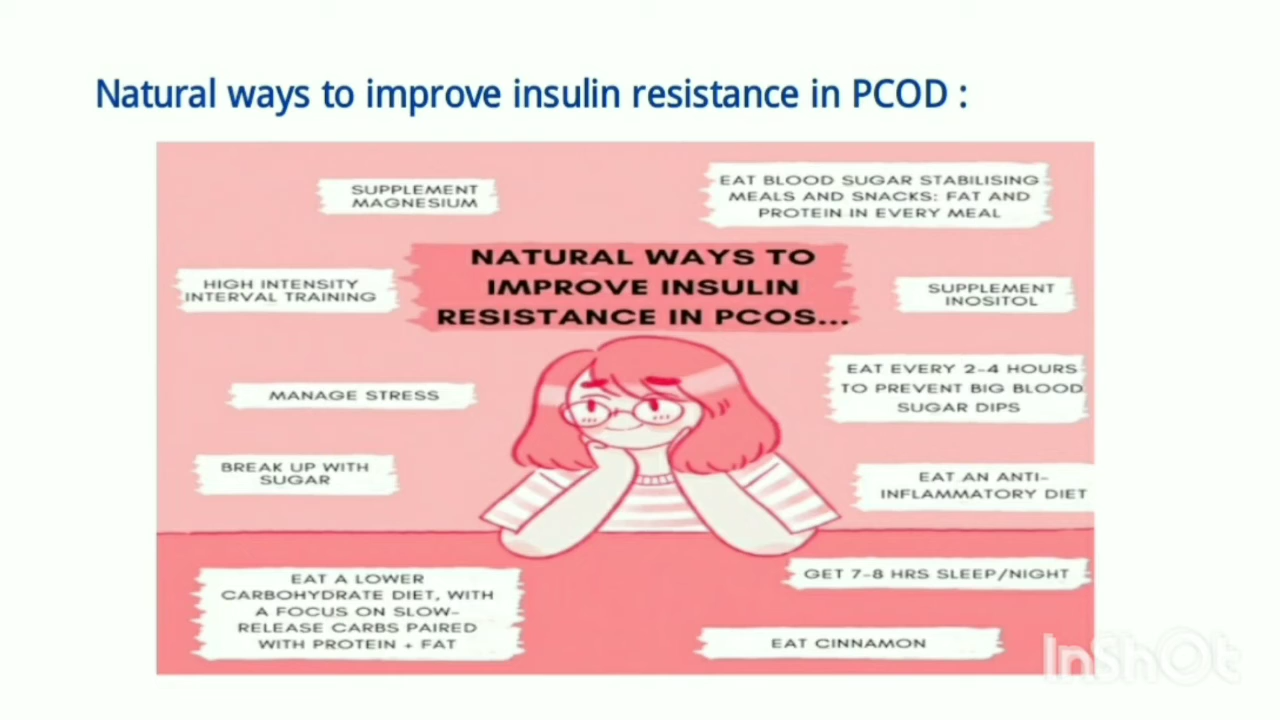 Natural ways to improve insulin resistance in PCOD :
SUPPLEMENT
MAGNESIUM
EAT BLOOD SUGAR STABILISING
MEALS AND SNACKS: FAT AND
PROTEIN IN EVERY MEAL
NATURAL WAYS TO
IMPROVE INSULIN
RESISTANCE IN PCOS...
HIGH INTENSITY
INTERVAL TRAINING
SUPPLEMENT
INOSITOL
MANAGE STRESS
EAT EVERY 2-4 HOURS
TO PREVENT BIG BLOOD
SUGAR DIPS
BREAK UP WITH
SUGAR
EAT AN ANTI-
INFLAMMATORY DIET
EAT A LOWER
CARBOHYDRATE DIET, WITH
A FOCUS ON SLOW-
RELEASE CARBS PAIRED
WITH PROTEIN + FAT
GET 7-8 HRS SLEEP/NIGHT
EAT CINNAMON
InShOt